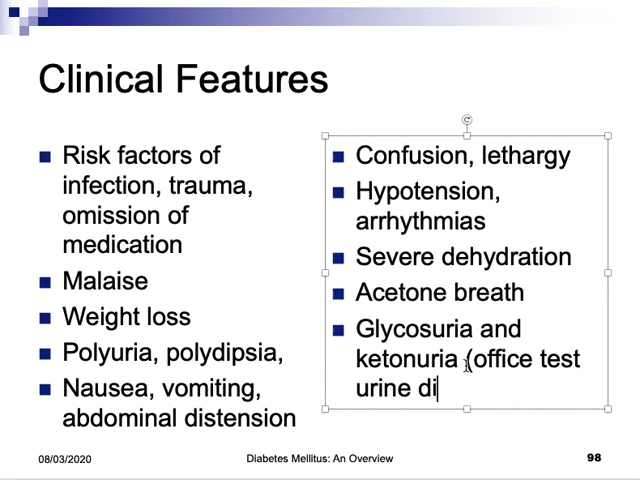 Clinical Features
Risk factors of
infection, trauma,
omission of
medication
Malaise
Weight loss
Polyuria, polydipsia,
Nausea, vomiting,
abdominal distension
Confusion, lethargy
Hypotension,
arrhythmias
Severe dehydration
Acetone breath
Glycosuria and
ketonuria (office test
urine di
08/03/2020
Diabetes Mellitus: An Overview
98